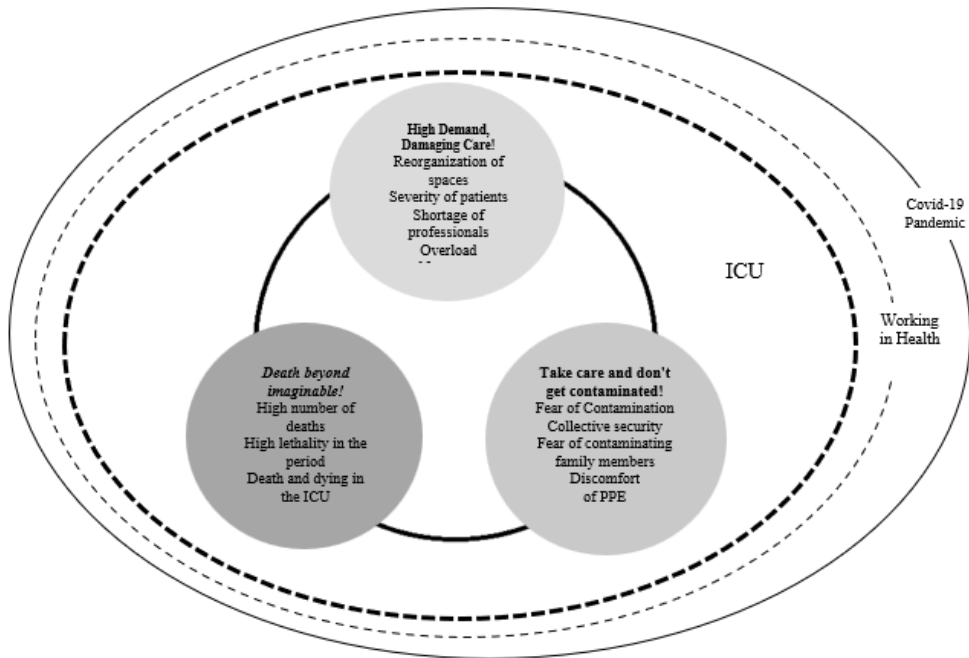 High Demand,
Damaging Care!
Reorganization of
spaces
Severity of patients
Shortage of
professionals
Overload
Covid-19
Pandemic
ICU
Working
in Health
Death beyond
imaginable!
High number of
deaths
High lethality in the
period
Death and dying in
the ICU
Take care and don't
get contaminated!
Fear of Contamination
Collective security
Fear of contaminating
family members
Discomfort
of PPE